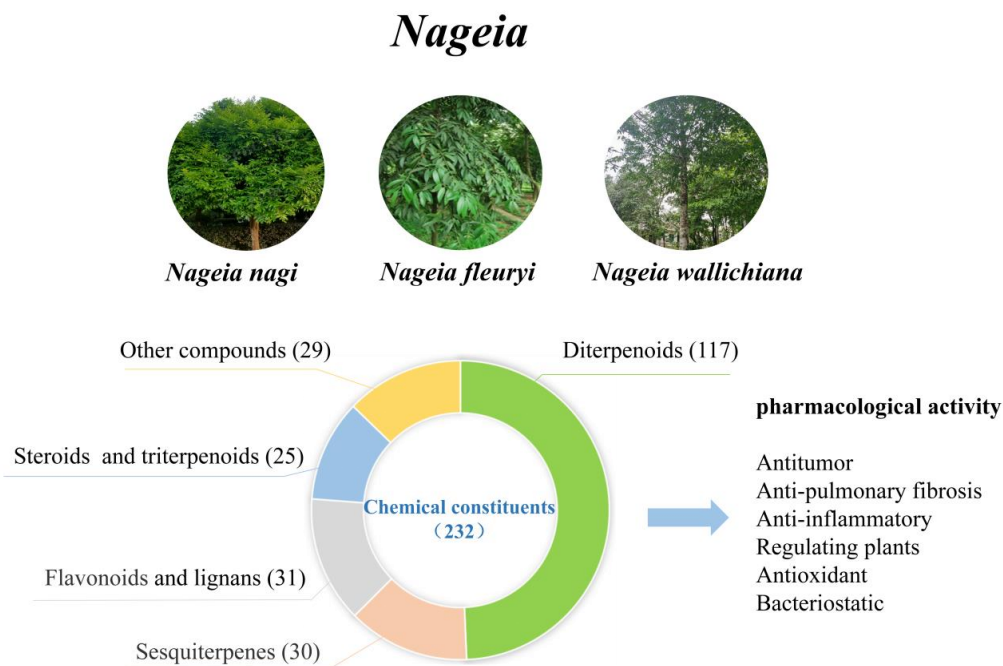 Nageia
Nageia nagi
Nageia fleuryi
Nageia wallichiana
Other compounds (29)
Diterpenoids (117)
Steroids and triterpenoids (25)
Flavonoids and lignans (31)
Sesquiterpenes (30)
Chemical constituents
（232）
pharmacological activity
Antitumor
Anti-pulmonary fibrosis
Anti-inflammatory
Regulating plants
Antioxidant
Bacteriostatic